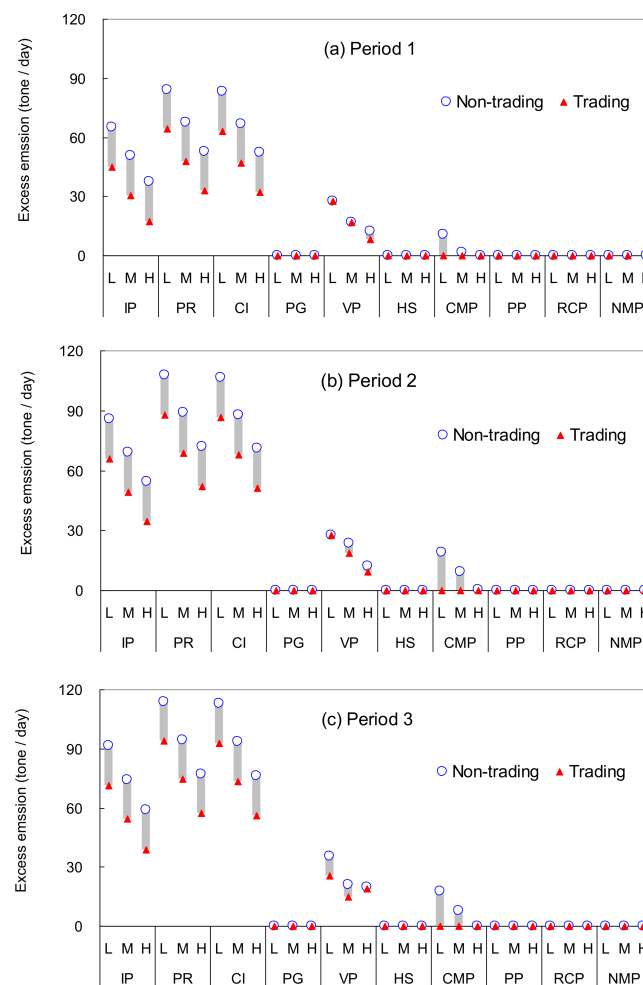 120
(a) Period 1
90
Non-trading Trading
60
30
0
Excess emssion (tone / day)
L M H L M H L M H L M H L M H L M H L M H L M H L M H L M H
IP PR CI PG VP HS CMP PP RCP NMP
120
(b) Period 2
90
Non-trading Trading
60
30
0
Excess emssion (tone / day)
L M H L M H L M H L M H L M H L M H L M H L M H L M H L M H
IP PR CI PG VP HS CMP PP RCP NMP
120
(c) Period 3
90
Non-trading Trading
60
30
0
Excess emssion (tone / day)
L M H L M H L M H L M H L M H L M H L M H L M H L M H L M H
IP PR CI PG VP HS CMP PP RCP NMP